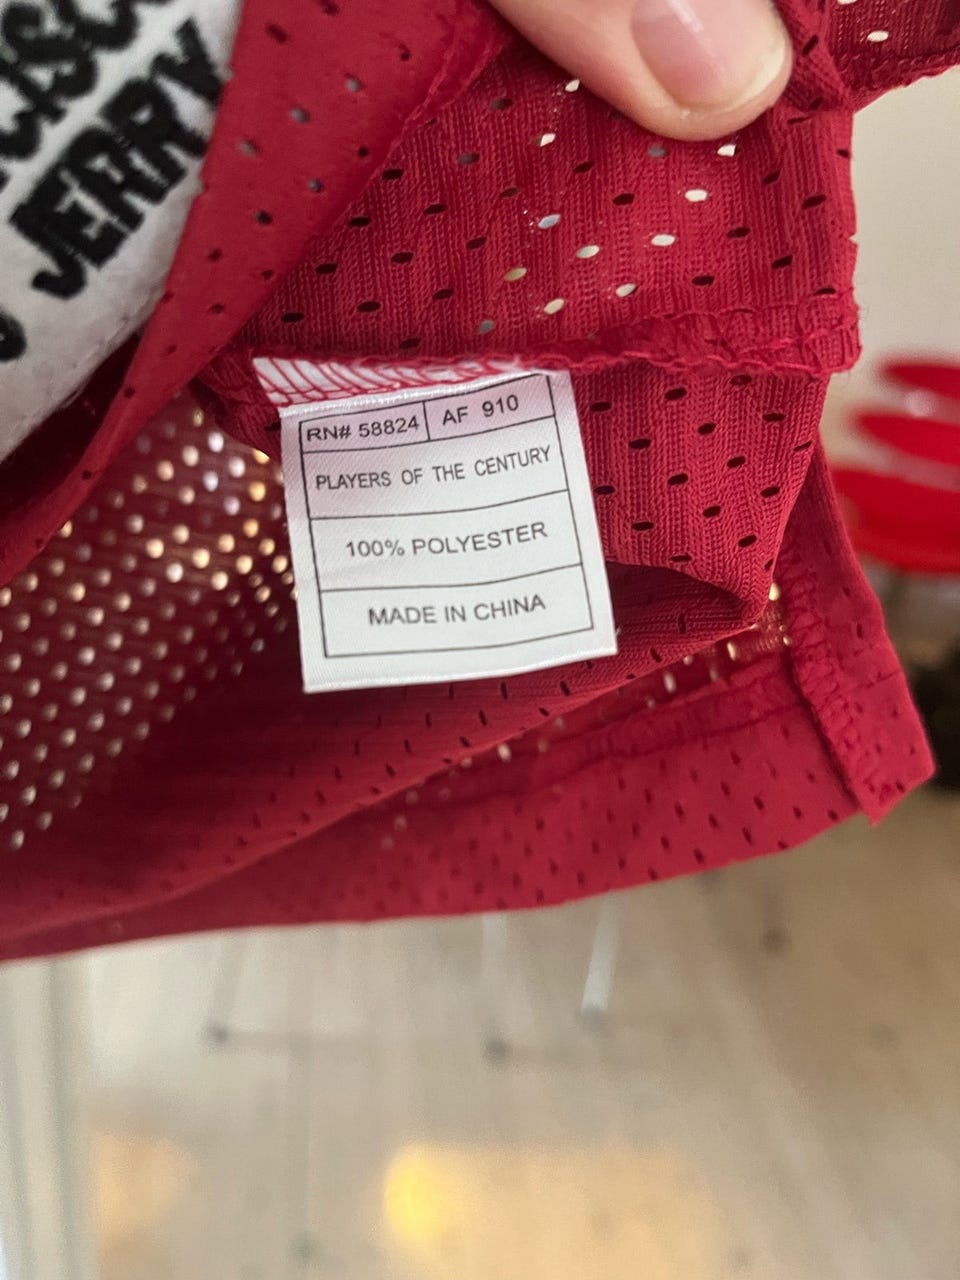 JERRY
RN# 58824 AF 910
PLAYERS OF THE CENTURY
100% POLYESTER
MADE IN CHINA